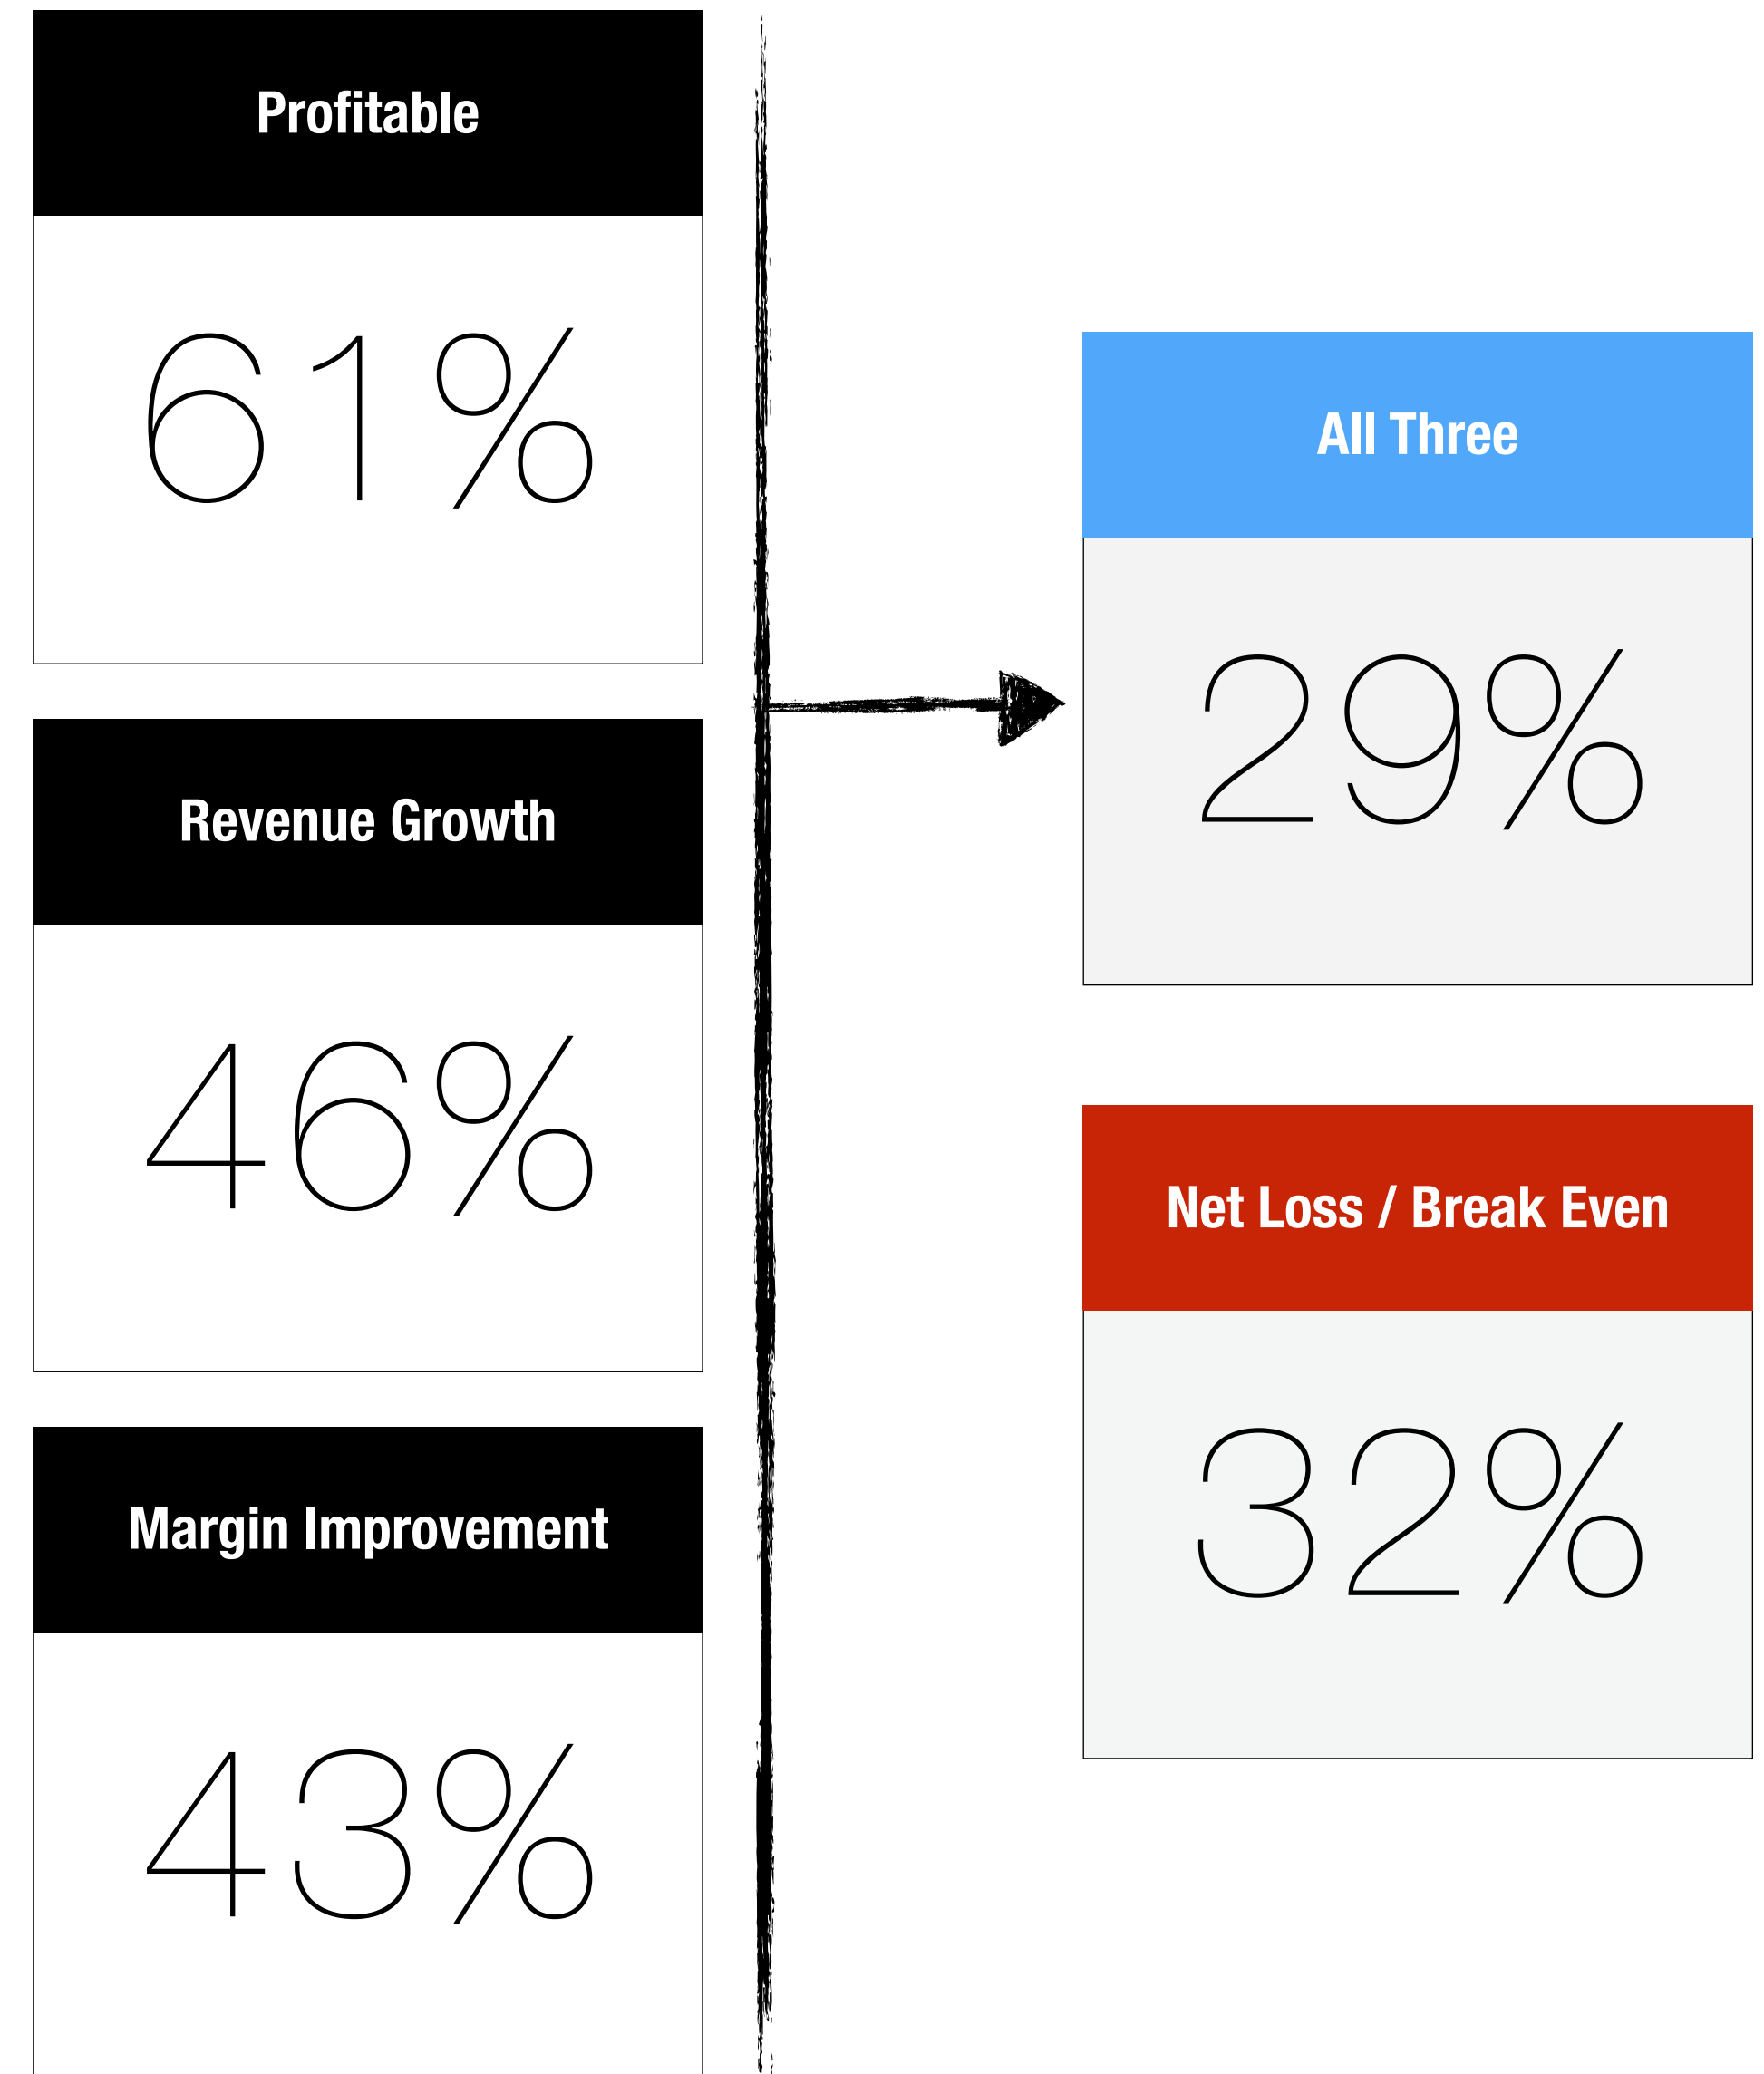 Profitable
61%
Revenue Growth
46%
Margin Improvement
43%
All Three
29%
Net Loss / Break Even
32%